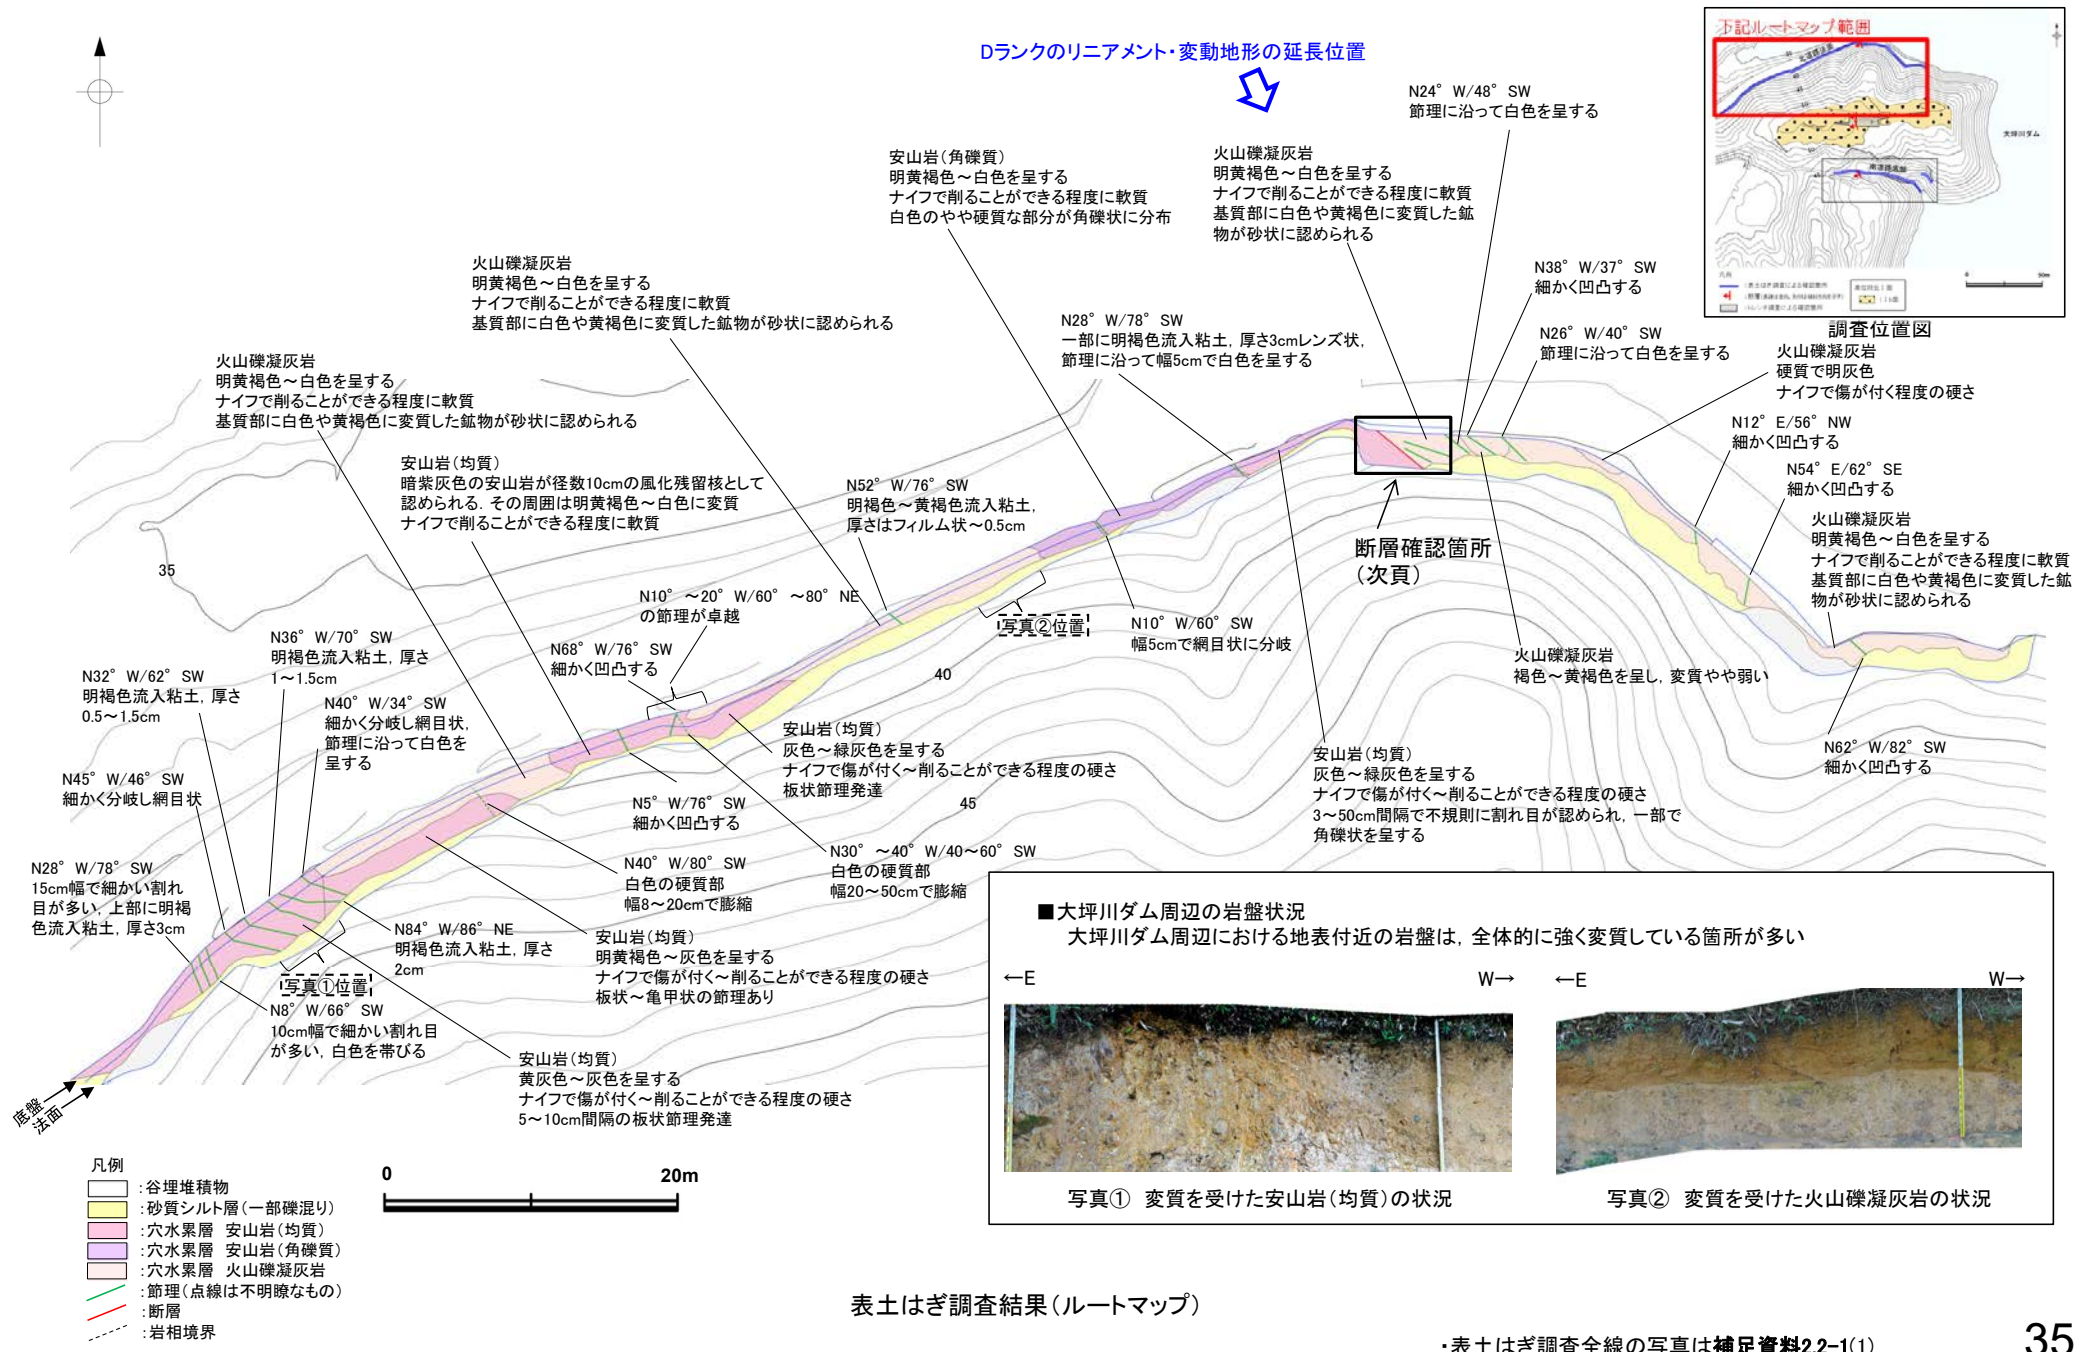 Dランクのリニアメント・変動地形の延長位置
下記ルートマップ範囲
大坪川ダム
凡例
0
50m
調査位置図
N24°W/48°SW
節理に沿って白色を呈する
安山岩(角礫質)
明黄褐色～白色を呈する
ナイフで削ることができる程度に軟質
白色のやや硬質な部分が角礫状に分布
火山礫凝灰岩
明黄褐色～白色を呈する
ナイフで削ることができる程度に軟質
基質部に白色や黄褐色に変質した鉱
物が砂状に認められる
火山礫凝灰岩
明黄褐色～白色を呈する
ナイフで削ることができる程度に軟質
基質部に白色や黄褐色に変質した鉱物が砂状に認められる
N38°W/37°SW
細かく凹凸する
N28°W/78°SW
一部に明褐色流入粘土, 厚さ3cmレンズ状,
節理に沿って幅5cmで白色を呈する
N26°W/40°SW
節理に沿って白色を呈する
火山礫凝灰岩
硬質で明灰色
ナイフで傷が付く程度の硬さ
火山礫凝灰岩
明黄褐色～白色を呈する
ナイフで削ることができる程度に軟質
基質部に白色や黄褐色に変質した鉱物が砂状に認められる
N12°E/56°NW
細かく凹凸する
安山岩(均質)
暗紫灰色の安山岩が径数10cmの風化残留核として
認められる. その周囲は明黄褐色～白色に変質
ナイフで削ることができる程度に軟質
N52°W/76°SW
明褐色～黄褐色流入粘土,
厚さはフィルム状～0.5cm
N54°E/62°SE
細かく凹凸する
火山礫凝灰岩
明黄褐色～白色を呈する
ナイフで削ることができる程度に軟質
基質部に白色や黄褐色に変質した鉱
物が砂状に認められる
断層確認箇所
(次頁)
35
N10°～20°W/60°～80°NE
の節理が卓越
写真②位置
N10°W/60°SW
幅5cmで網目状に分岐
N36°W/70°SW
明褐色流入粘土, 厚さ
1～1.5cm
N68°W/76°SW
細かく凹凸する
火山礫凝灰岩
褐色～黄褐色を呈し, 変質やや弱い
40
N32°W/62°SW
明褐色流入粘土, 厚さ
0.5～1.5cm
N40°W/34°SW
細かく分岐し網目状,
節理に沿って白色を
呈する
安山岩(均質)
灰色～緑灰色を呈する
ナイフで傷が付く～削ることができる程度の硬さ
板状節理発達
安山岩(均質)
灰色～緑灰色を呈する
ナイフで傷が付く～削ることができる程度の硬さ
3～50cm間隔で不規則に割れ目が認められ, 一部で
角礫状を呈する
N62°W/82°SW
細かく凹凸する
N45°W/46°SW
細かく分岐し網目状
N5°W/76°SW
細かく凹凸する
45
N28°W/78°SW
15cm幅で細かい割れ
目が多い, 上部に明褐
色流入粘土, 厚さ3cm
N40°W/80°SW
白色の硬質部
幅8～20cmで膨縮
N30°～40°W/40～60°SW
白色の硬質部
幅20～50cmで膨縮
N84°W/86°NE
明褐色流入粘土, 厚さ
2cm
安山岩(均質)
明黄褐色～灰色を呈する
ナイフで傷が付く～削ることができる程度の硬さ
板状～亀甲状の節理あり
写真①位置
N8°W/66°SW
10cm幅で細かい割れ目
が多い, 白色を帯びる
安山岩(均質)
黄灰色～灰色を呈する
ナイフで傷が付く～削ることができる程度の硬さ
5～10cm間隔の板状節理発達
底盤
法面
■大坪川ダム周辺の岩盤状況
大坪川ダム周辺における地表付近の岩盤は, 全体的に強く変質している箇所が多い
←E
W→
←E
W→
写真① 変質を受けた安山岩(均質)の状況
写真② 変質を受けた火山礫凝灰岩の状況
凡例
:谷埋堆積物
:砂質シルト層(一部礫混り)
:穴水累層 安山岩(均質)
:穴水累層 安山岩(角礫質)
:穴水累層 火山礫凝灰岩
:節理(点線は不明瞭なもの)
:断層
:岩相境界
0
20m
表土はぎ調査結果(ルートマップ)
・表土はぎ調査全線の写真は補足資料2.2-1(1)
35